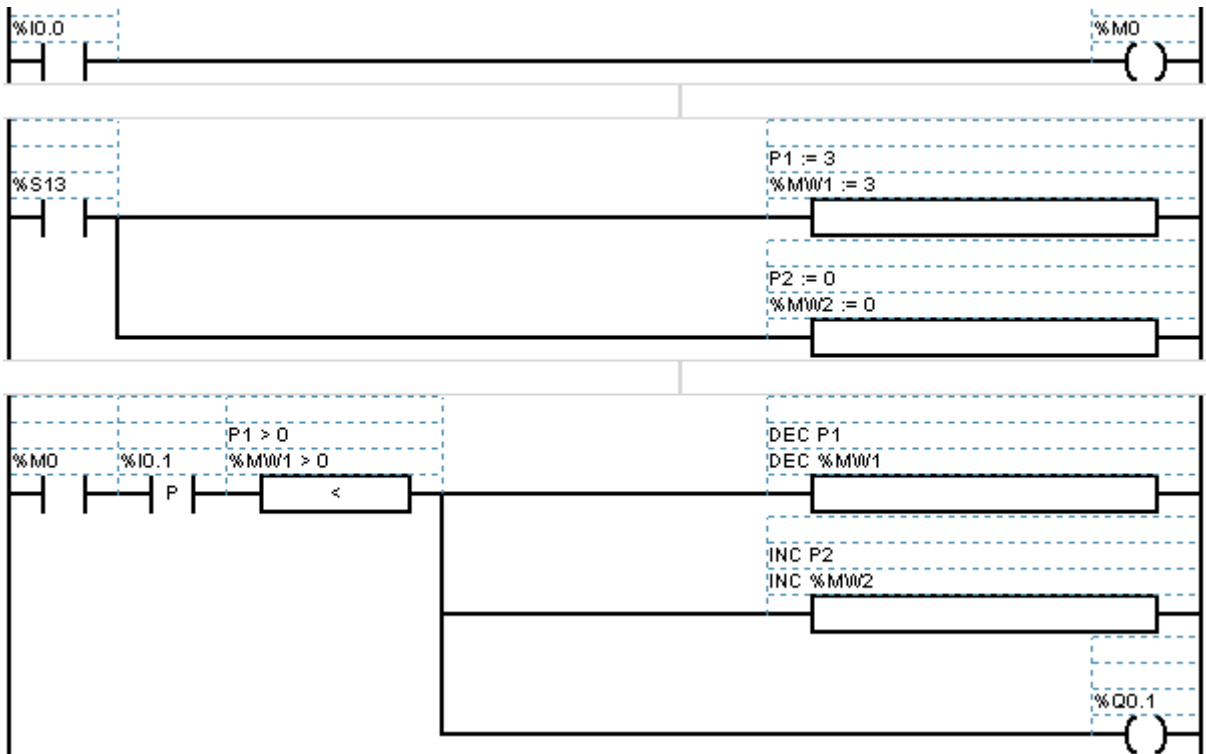 %I0.0 %M0
P1 := 3
%S13 %MW1 := 3
P2 := 0
%MW2 := 0
P1 > 0 DEC P1
%M0 %I0.1 %MW1 > 0 DEC %MW1
P <
INC P2
INC %MW2
%Q0.1